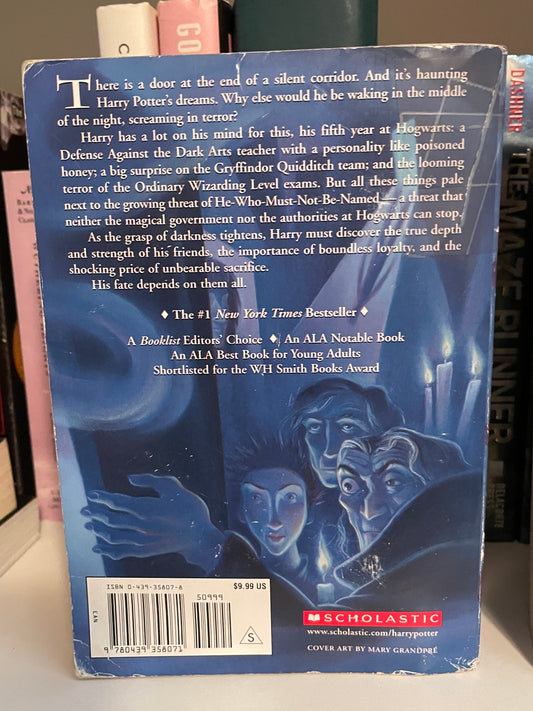 There is a door at the end of a silent corridor. And it's haunting
Harry Potter's dreams. Why else would he be waking in the middle
of the night, screaming in terror?
Harry has a lot on his mind for this, his fifth year at Hogwarts: a
Defense Against the Dark Arts teacher with a personality like poisoned
honey; a big surprise on the Gryffindor Quidditch team; and the looming
terror of the Ordinary Wizarding Level exams. But all these things pale
next to the growing threat of He-Who-Must-Not-Be-Named — a threat that
neither the magical government nor the authorities at Hogwarts can stop.
As the grasp of darkness tightens, Harry must discover the true depth
and strength of his friends, the importance of boundless loyalty, and the
shocking price of unbearable sacrifice.
His fate depends on them all.
♦ The #1 New York Times Bestseller ♦
A Booklist Editors' Choice ♦ An ALA Notable Book
An ALA Best Book for Young Adults
Shortlisted for the WH Smith Books Award
ISBN 0-439-35807-8
$9.99 US
50999
EAN
9 780439 358071
S
SCHOLASTIC
www.scholastic.com/harrypotter
COVER ART BY MARY GRANDPRÉ
C
GO
DASHNER
THE MAZE RUNNER